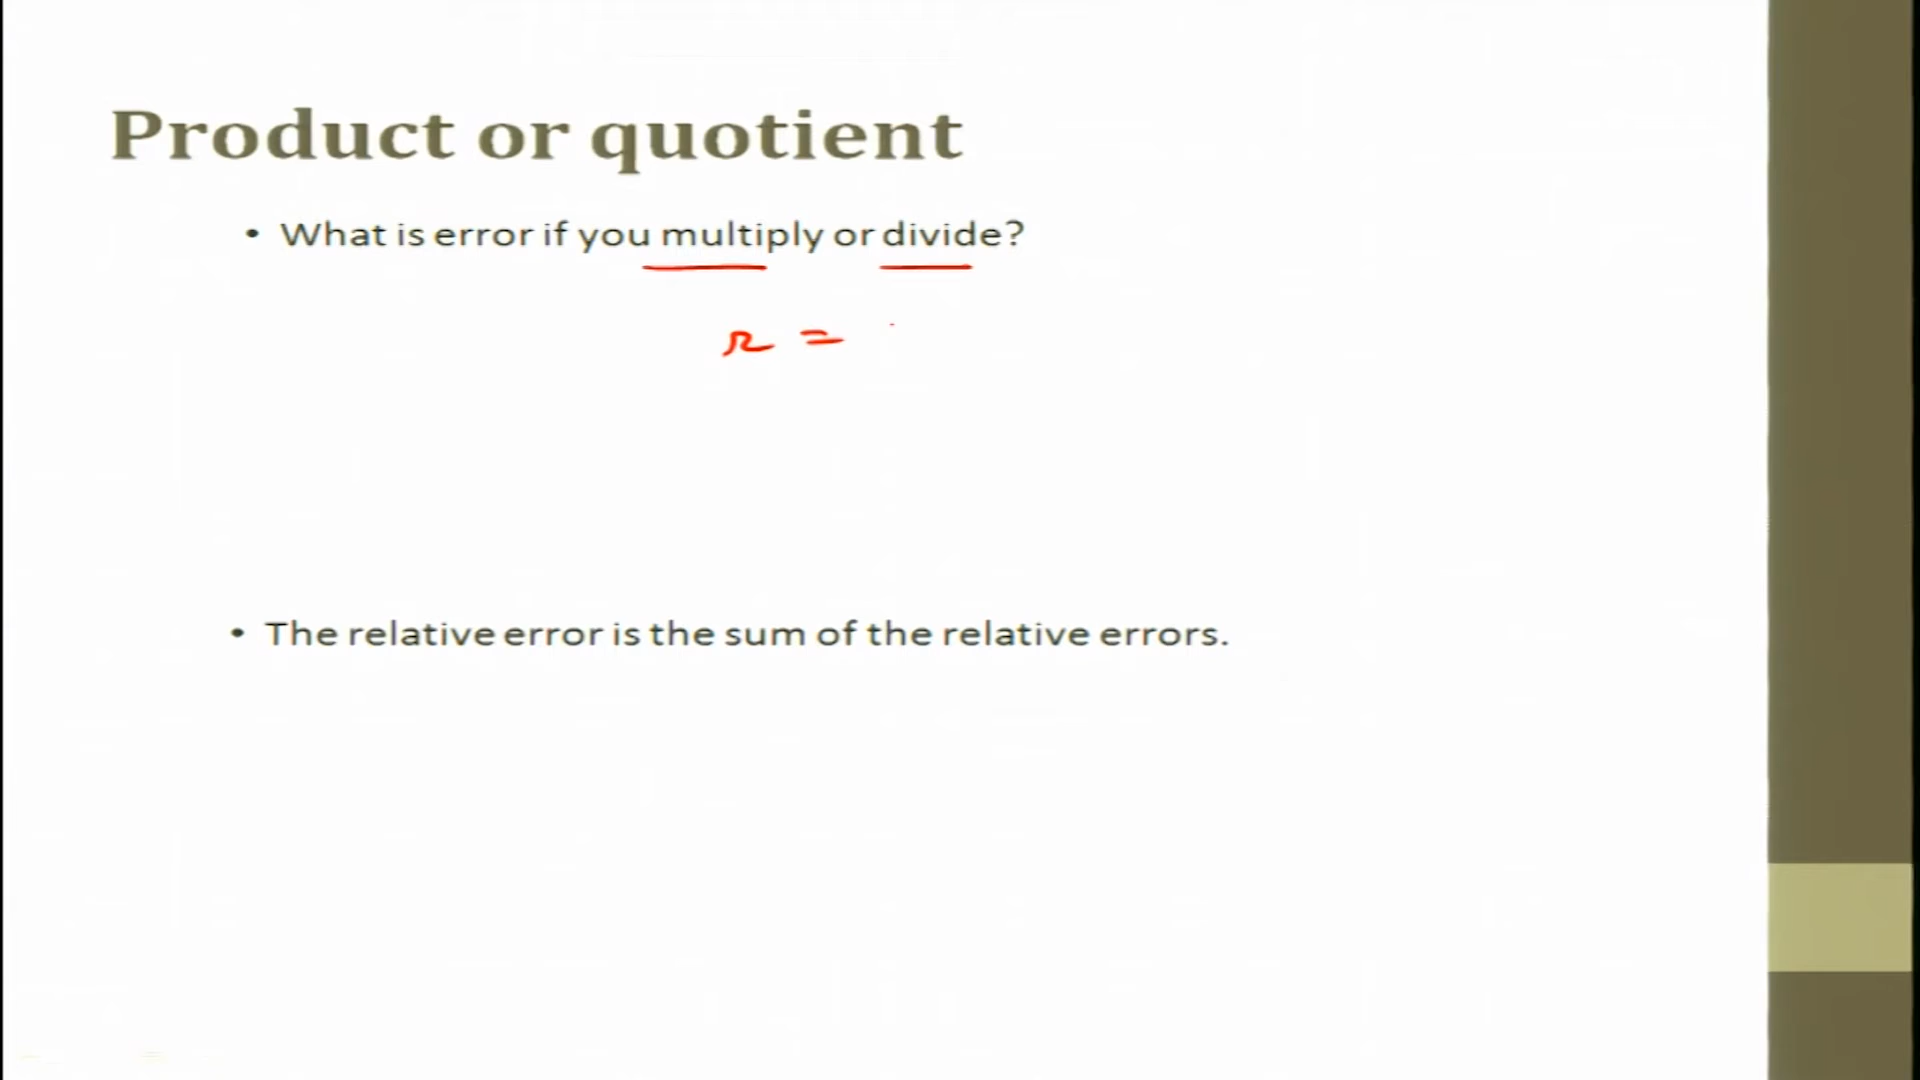 Product or quotient
• What is error if you multiply or divide?
r =
• The relative error is the sum of the relative errors.